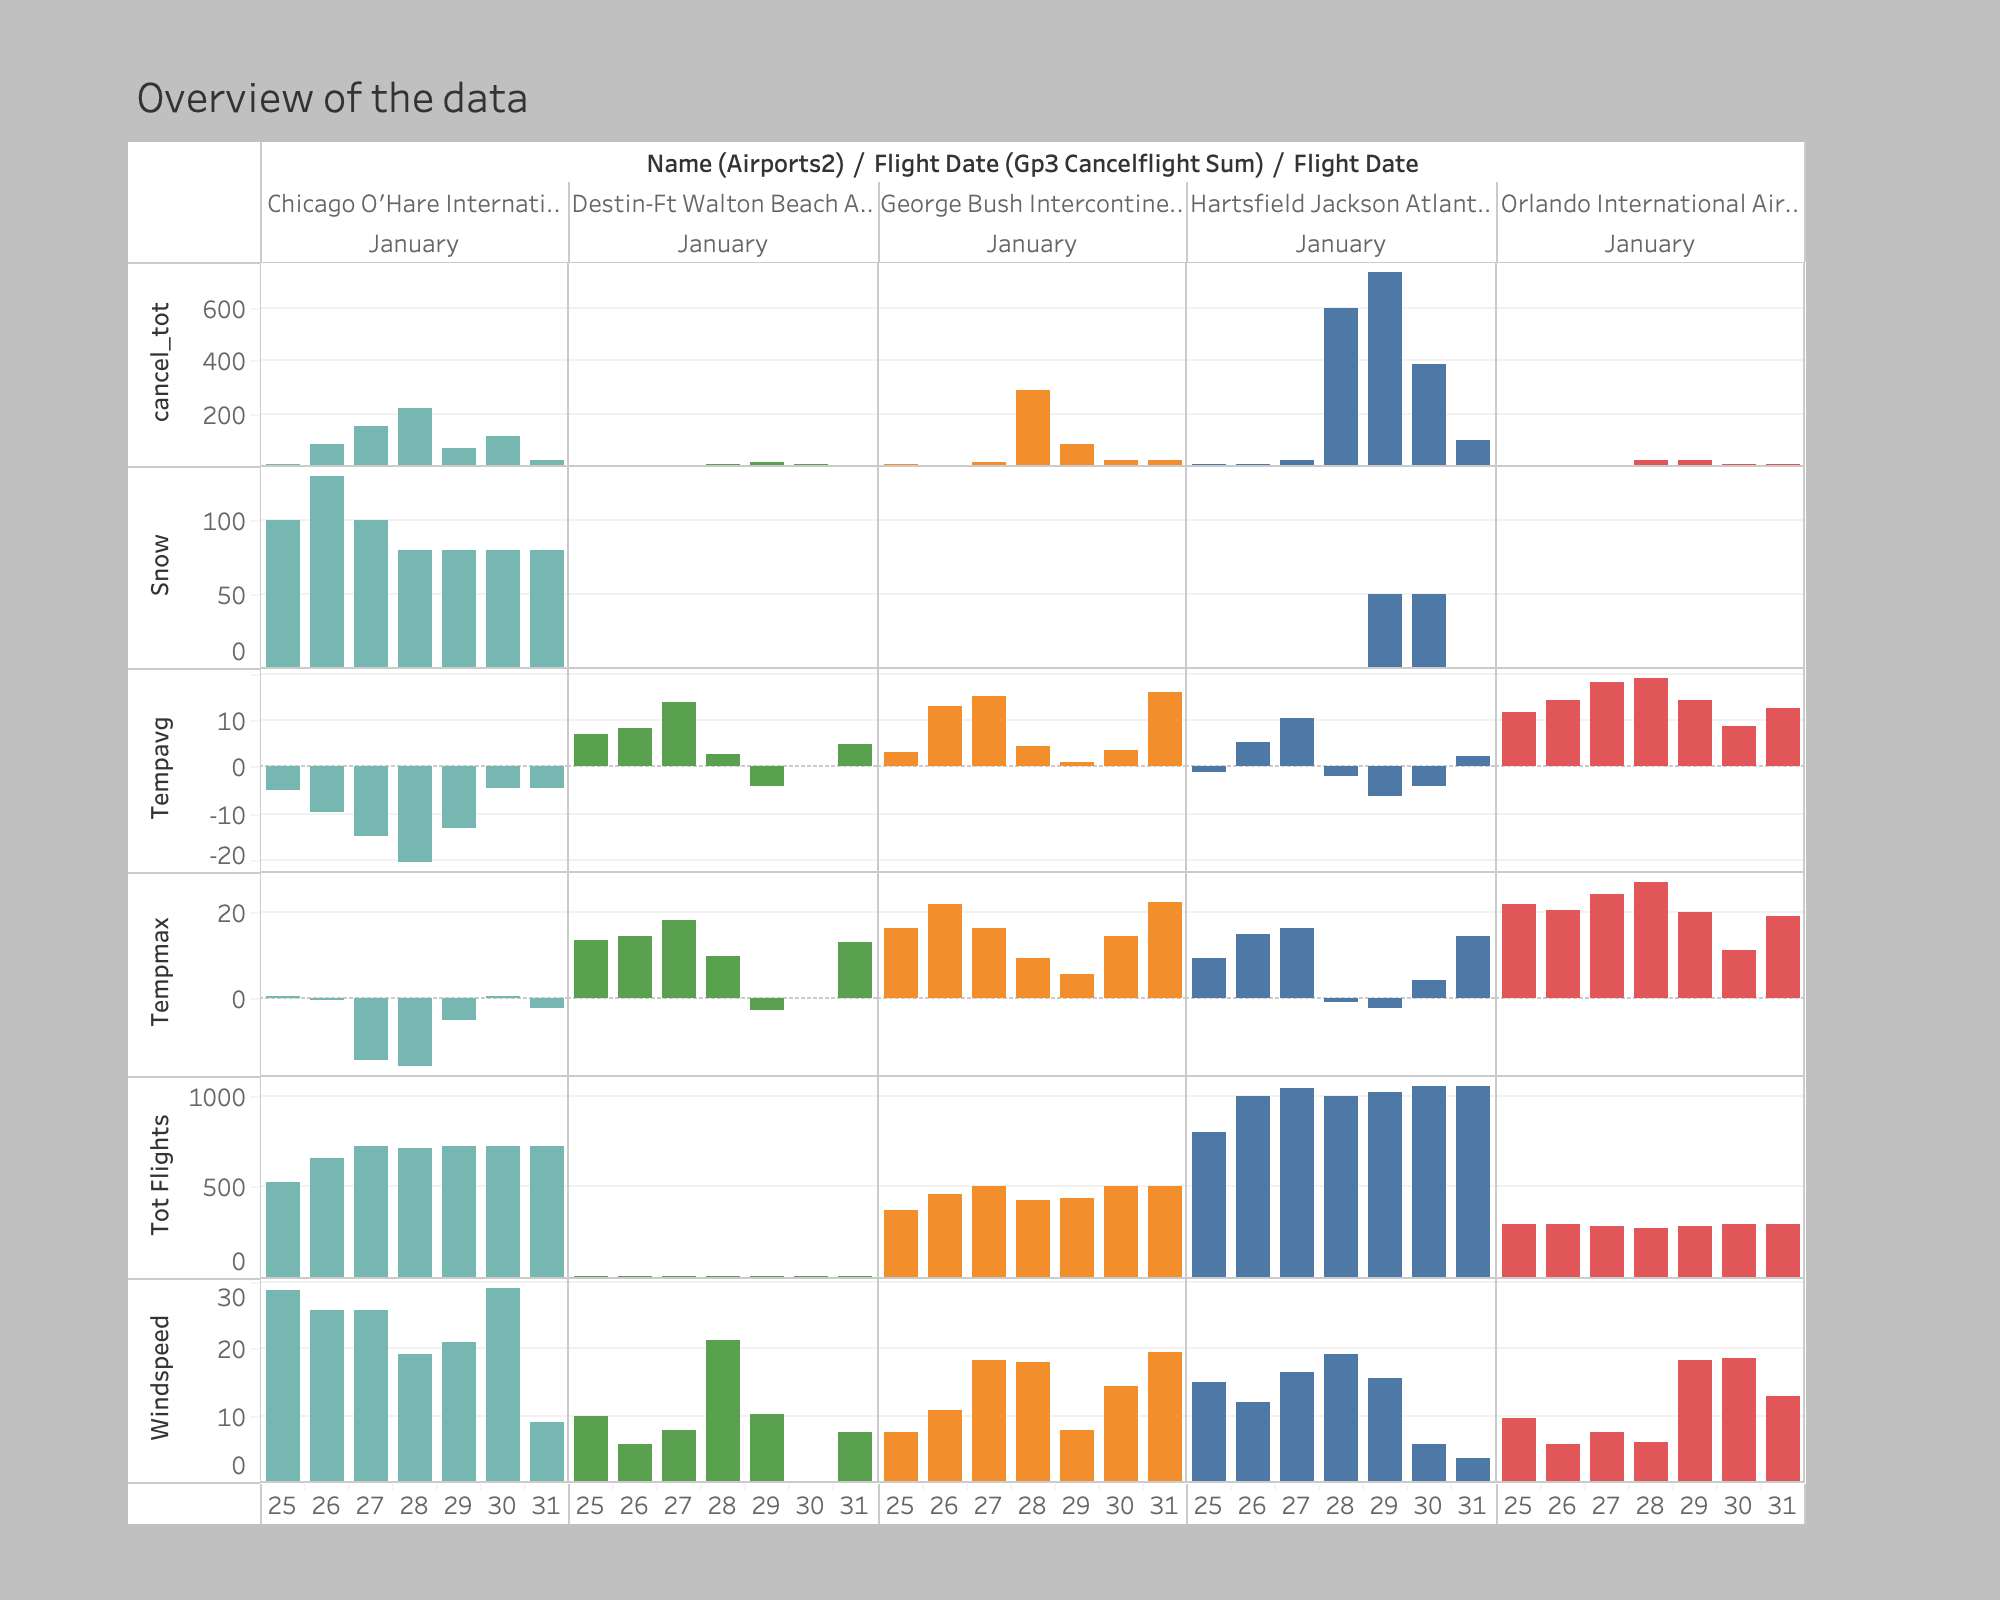 Overview of the data
Name (Airports2) / Flight Date (Gp3 Cancelflight Sum) / Flight Date
Chicago O’Hare Internati.. Destin-Ft Walton Beach A.. George Bush Intercontine.. Hartsfield Jackson Atlant.. Orlando International Air..
January January January January January
cancel_tot
600
400
200
Snow
100
50
0
Tempavg
10
0
-10
-20
Tempmax
20
0
Tot Flights
1000
500
0
Windspeed
30
20
10
0
25 26 27 28 29 30 31 25 26 27 28 29 30 31 25 26 27 28 29 30 31 25 26 27 28 29 30 31 25 26 27 28 29 30 31